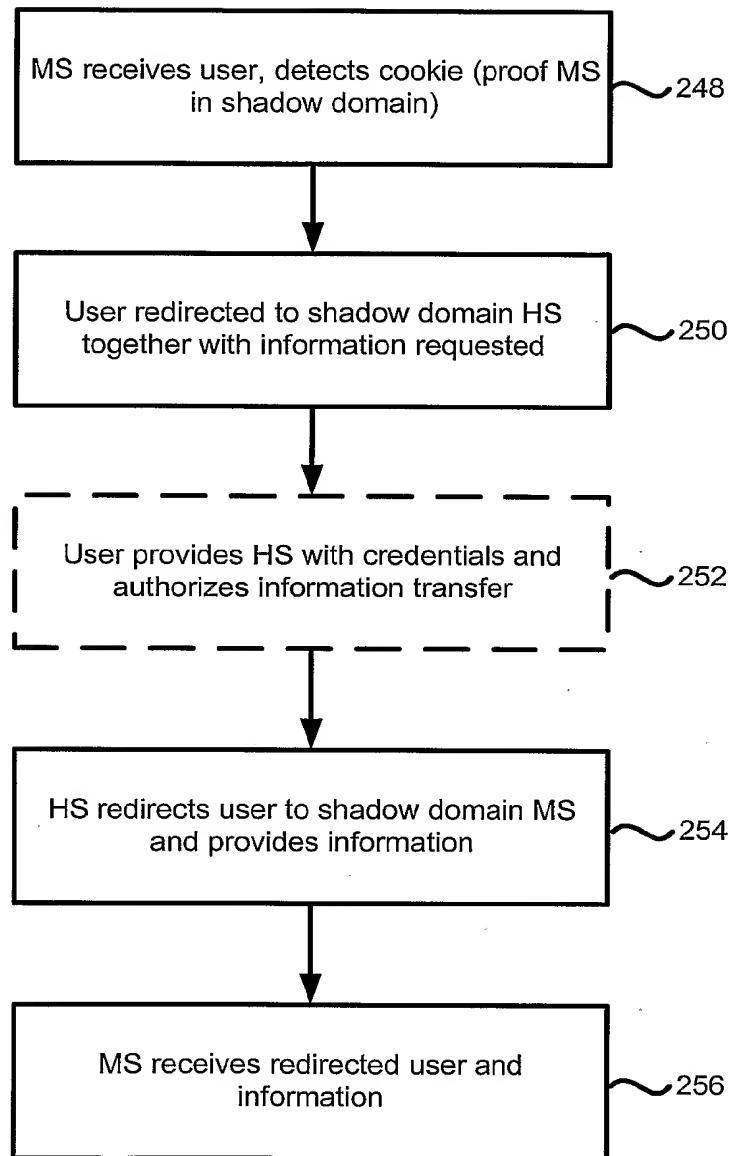 MS receives user, detects cookie (proof MS
in shadow domain)
248
User redirected to shadow domain HS
together with information requested
250
User provides HS with credentials and
authorizes information transfer
252
HS redirects user to shadow domain MS
and provides information
254
MS receives redirected user and
information
256